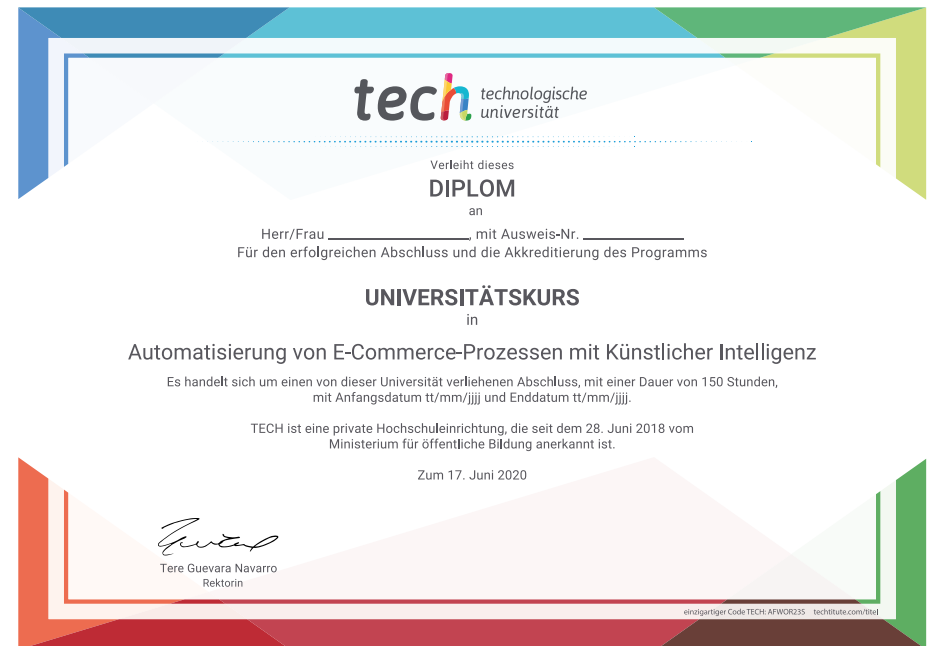 tech technologische
universität
Verleiht dieses
DIPLOM
an
Herr/Frau ____________________, mit Ausweis-Nr. ______________
Für den erfolgreichen Abschluss und die Akkreditierung des Programms
UNIVERSITÄTSKURS
in
Automatisierung von E-Commerce-Prozessen mit Künstlicher Intelligenz
Es handelt sich um einen von dieser Universität verliehenen Abschluss, mit einer Dauer von 150 Stunden,
mit Anfangsdatum tt/mm/jjjj und Enddatum tt/mm/jjjj.
TECH ist eine private Hochschuleinrichtung, die seit dem 28. Juni 2018 vom
Ministerium für öffentliche Bildung anerkannt ist.
Zum 17. Juni 2020
Tere Guevara Navarro
Rektorin
einzigartiger Code TECH: AFWOR235 techtitute.com/titel